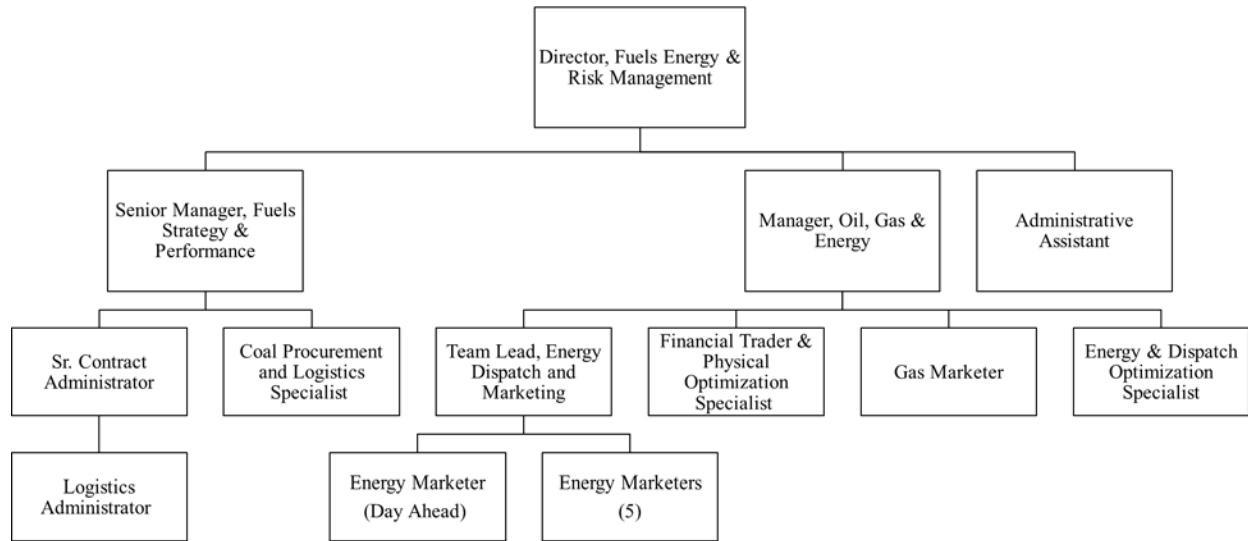 Director, Fuels Energy &
Risk Management
Senior Manager, Fuels
Strategy &
Performance
Manager, Oil, Gas &
Energy
Administrative
Assistant
Sr. Contract
Administrator
Coal Procurement
and Logistics
Specialist
Team Lead, Energy
Dispatch and
Marketing
Financial Trader &
Physical
Optimization
Specialist
Gas Marketer
Energy & Dispatch
Optimization
Specialist
Logistics
Administrator
Energy Marketer
(Day Ahead)
Energy Marketers
(5)